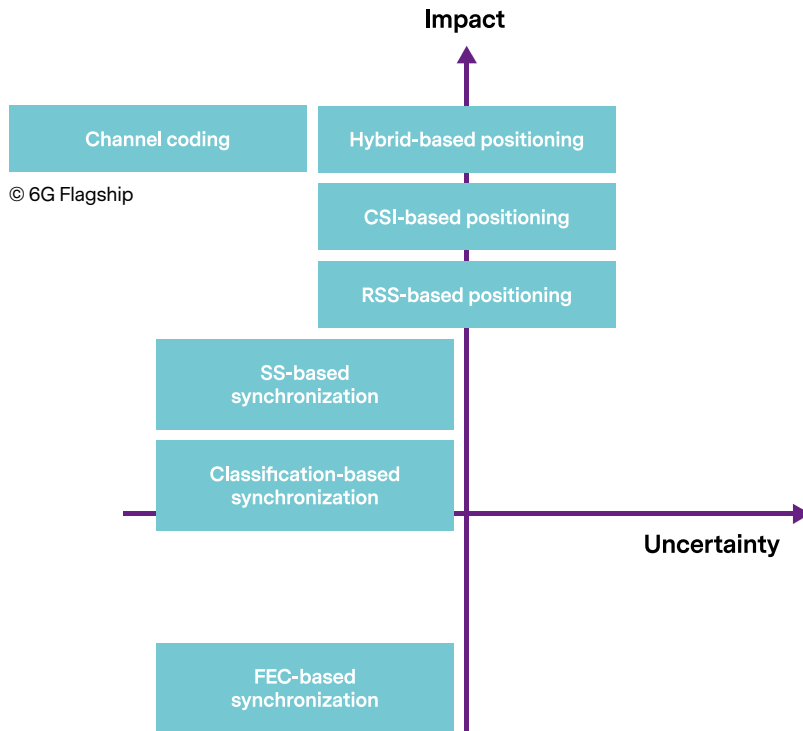 Impact
Channel coding
Hybrid-based positioning
© 6G Flagship
CSI-based positioning
RSS-based positioning
SS-based
synchronization
Classification-based
synchronization
Uncertainty
FEC-based
synchronization